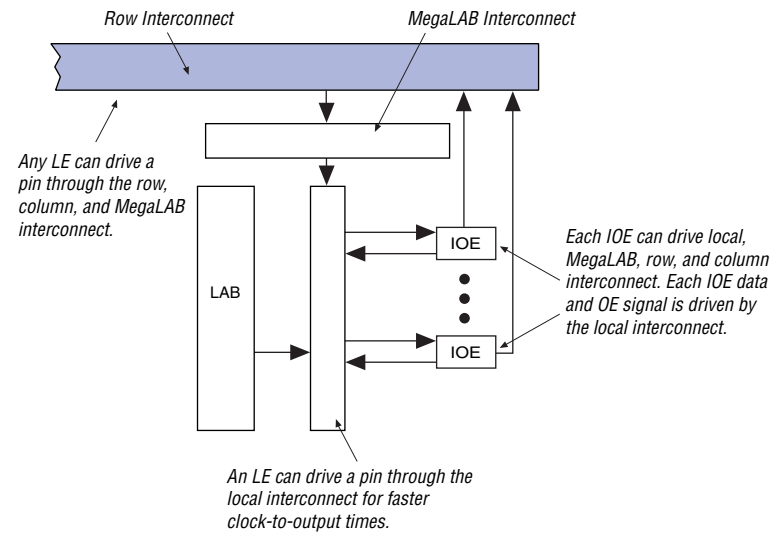 Row Interconnect
MegaLAB Interconnect
Any LE can drive a
pin through the row,
column, and MegaLAB
interconnect.
LAB
IOE
IOE
Each IOE can drive local,
MegaLAB, row, and column
interconnect. Each IOE data
and OE signal is driven by
the local interconnect.
An LE can drive a pin through the
local interconnect for faster
clock-to-output times.